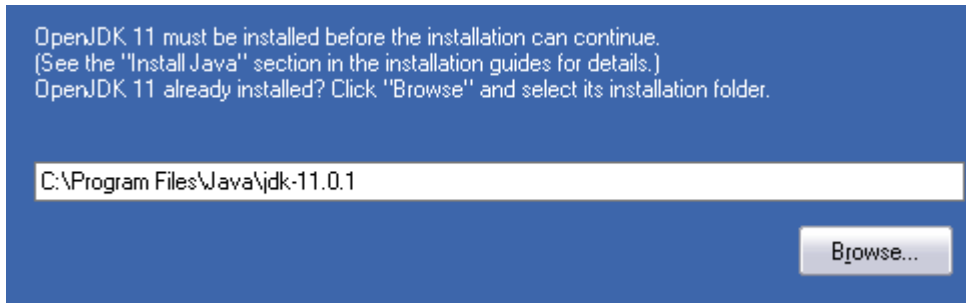 OpenJDK 11 must be installed before the installation can continue.
(See the "Install Java" section in the installation guides for details.)
OpenJDK 11 already installed? Click "Browse" and select its installation folder.
C:\Program Files\Java\jdk-11.0.1
Browse...